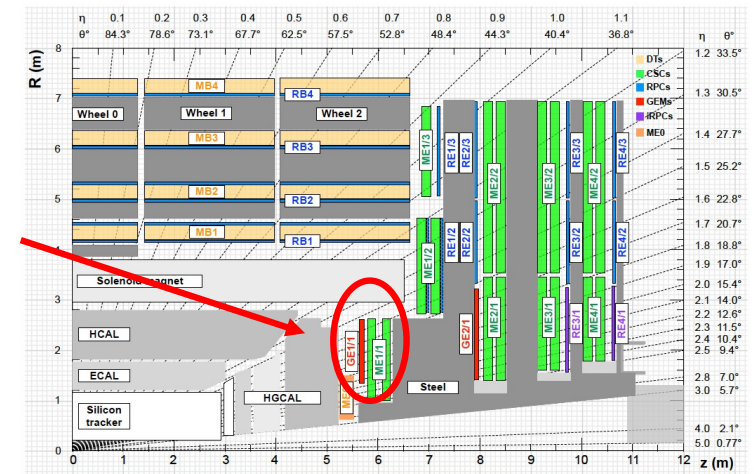 η 0.1 0.2 0.3 0.4 0.5 0.6 0.7 0.8 0.9 1.0 1.1
θ° 84.3° 78.6° 73.1° 67.7° 62.5° 57.5° 52.8° 48.4° 44.3° 40.4° 36.8° η θ°
R (m)
8
7
6
5
3
2
1
0
1.2 33.5°
1.3 30.5°
1.4 27.7°
1.5 25.2°
1.6 22.8°
1.7 20.7°
1.8 18.8°
1.9 17.0°
2.0 15.4°
2.1 14.0°
2.2 12.6°
2.3 11.5°
2.4 10.4°
2.5 9.4°
2.8 7.0°
3.0 5.7°
4.0 2.1°
5.0 0.77°
DTs
CSCs
RPCs
GEMs
iRPCs
ME0
Wheel 0
Wheel 1
Wheel 2
MB4
RB4
MB3
RB3
MB2
RB2
MB1
RB1
Solenoid magnet
HCAL
ECAL
Silicon
tracker
HGCAL
Steel
GE1/1
ME1/1
ME1/2
ME1/3
RE1/3
RE2/3
RE1/2
RE2/2
GE2/1
ME2/1
ME2/2
ME3/2
ME3/1
RE3/3
RE3/2
RE3/1
ME4/2
ME4/1
RE4/3
RE4/2
RE4/1
0 1 2 3 4 5 6 7 8 9 10 11 12
z (m)